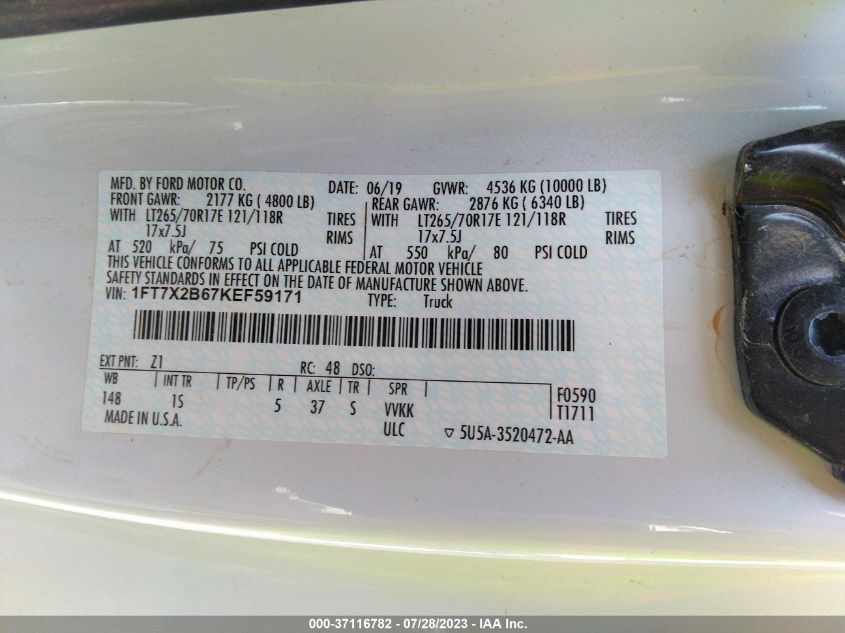 MFD. BY FORD MOTOR CO. DATE: 06/19 GVWR: 4536 KG (10000 LB)
FRONT GAWR: 2177 KG ( 4800 LB) REAR GAWR: 2876 KG ( 6340 LB)
WITH LT265/70R17E 121/118R TIRES WITH LT265/70R17E 121/118R TIRES
17x7.5J RIMS 17x7.5J RIMS
AT 520 kPa/ 75 PSI COLD AT 550 kPa/ 80 PSI COLD
THIS VEHICLE CONFORMS TO ALL APPLICABLE FEDERAL MOTOR VEHICLE
SAFETY STANDARDS IN EFFECT ON THE DATE OF MANUFACTURE SHOWN ABOVE.
VIN: 1FT7X2B67KEF59171 TYPE: Truck
EXT PNT: Z1 RC: 48 DSO:
WB INT TR TP/PS R AXLE TR SPR F0590
148 1S 5 37 S VVKK T1711
MADE IN U.S.A. ULC ▽ 5U5A-3520472-AA
000-37116782 - 07/28/2023 - IAA Inc.